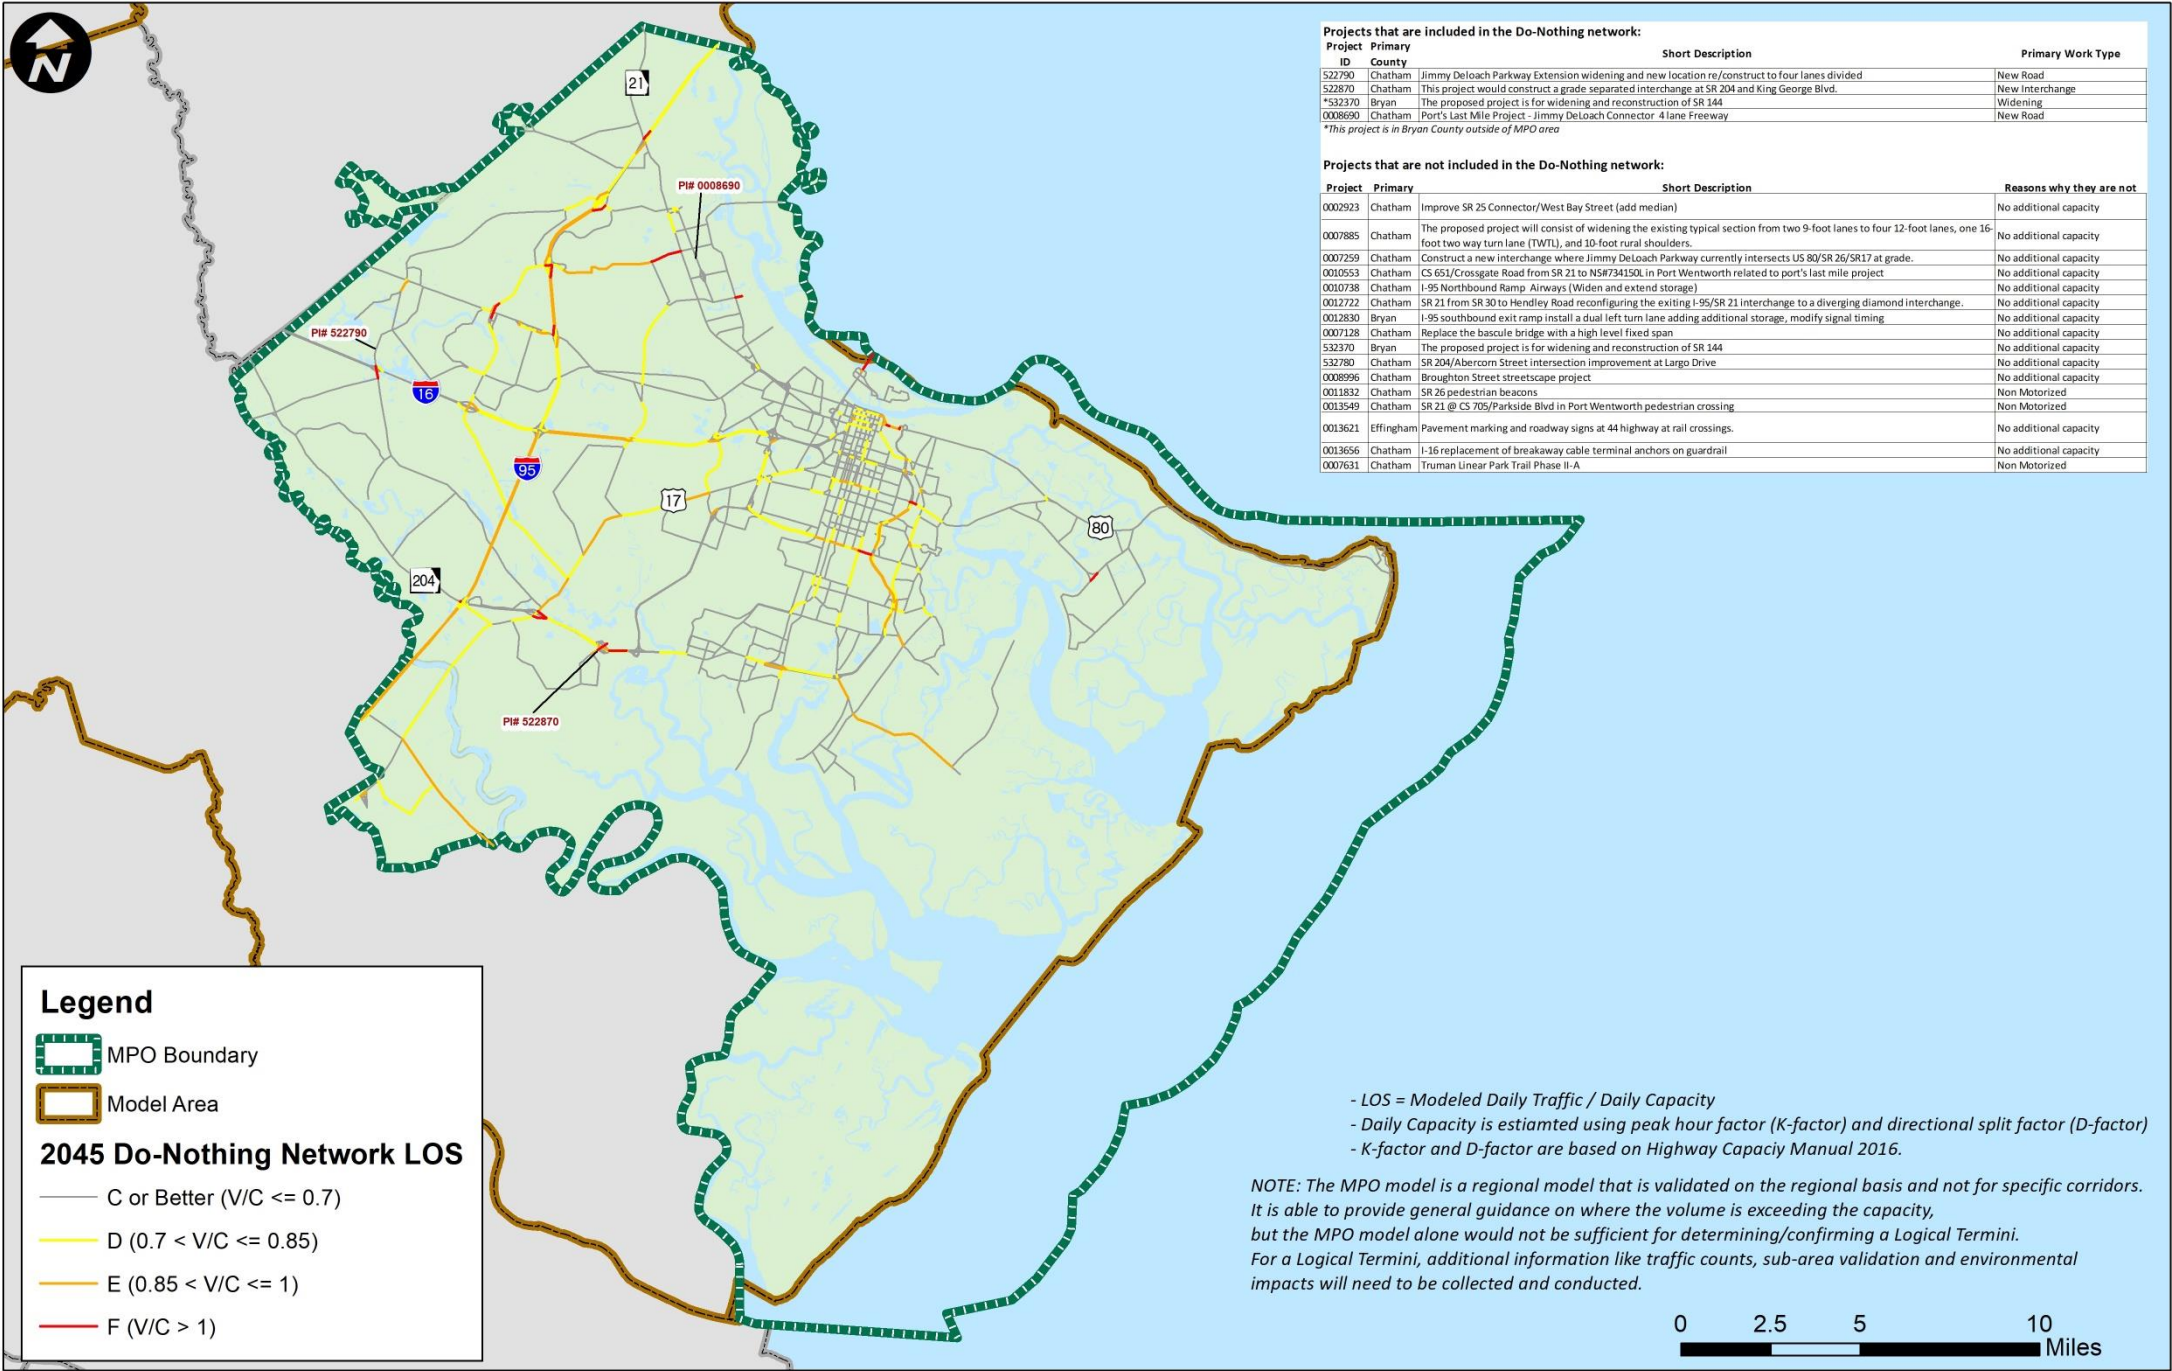 N
21
PI# 0008690
PI# 522790
16
95
17
80
204
PI# 522870
Projects that are included in the Do-Nothing network:
Project ID Primary County Short Description Primary Work Type
522790 Chatham Jimmy Deloach Parkway Extension widening and new location re/construct to four lanes divided New Road
522870 Chatham This project would construct a grade separated interchange at SR 204 and King George Blvd. New Interchange
*532370 Bryan The proposed project is for widening and reconstruction of SR 144 Widening
0008690 Chatham Port's Last Mile Project - Jimmy DeLoach Connector 4 lane Freeway New Road
*This project is in Bryan County outside of MPO area
Projects that are not included in the Do-Nothing network:
Project Primary Short Description Reasons why they are not
0002923 Chatham Improve SR 25 Connector/West Bay Street (add median) No additional capacity
0007885 Chatham The proposed project will consist of widening the existing typical section from two 9-foot lanes to four 12-foot lanes, one 16-
foot two way turn lane (TWTL), and 10-foot rural shoulders. No additional capacity
0007259 Chatham Construct a new interchange where Jimmy DeLoach Parkway currently intersects US 80/SR 26/SR17 at grade. No additional capacity
0010553 Chatham CS 651/Crossgate Road from SR 21 to NS#734150L in Port Wentworth related to port's last mile project No additional capacity
0010738 Chatham I-95 Northbound Ramp Airways (Widen and extend storage) No additional capacity
0012722 Chatham SR 21 from SR 30 to Hendley Road reconfiguring the exiting I-95/SR 21 interchange to a diverging diamond interchange. No additional capacity
0012830 Bryan I-95 southbound exit ramp install a dual left turn lane adding additional storage, modify signal timing No additional capacity
0007128 Chatham Replace the bascule bridge with a high level fixed span No additional capacity
532370 Bryan The proposed project is for widening and reconstruction of SR 144 No additional capacity
532780 Chatham SR 204/Abercorn Street intersection improvement at Largo Drive No additional capacity
0008996 Chatham Broughton Street streetscape project No additional capacity
0011832 Chatham SR 26 pedestrian beacons Non Motorized
0013549 Chatham SR 21 @ CS 705/Parkside Blvd in Port Wentworth pedestrian crossing Non Motorized
0013621 Effingham Pavement marking and roadway signs at 44 highway at rail crossings. No additional capacity
0013656 Chatham I-16 replacement of breakaway cable terminal anchors on guardrail No additional capacity
0007631 Chatham Truman Linear Park Trail Phase II-A Non Motorized
Legend
MPO Boundary
Model Area
2045 Do-Nothing Network LOS
C or Better (V/C <= 0.7)
D (0.7 < V/C <= 0.85)
E (0.85 < V/C <= 1)
F (V/C > 1)
- LOS = Modeled Daily Traffic / Daily Capacity
- Daily Capacity is estiamted using peak hour factor (K-factor) and directional split factor (D-factor)
- K-factor and D-factor are based on Highway Capaciy Manual 2016.
NOTE: The MPO model is a regional model that is validated on the regional basis and not for specific corridors.
It is able to provide general guidance on where the volume is exceeding the capacity,
but the MPO model alone would not be sufficient for determining/confirming a Logical Termini.
For a Logical Termini, additional information like traffic counts, sub-area validation and environmental
impacts will need to be collected and conducted.
0 2.5 5 10
Miles